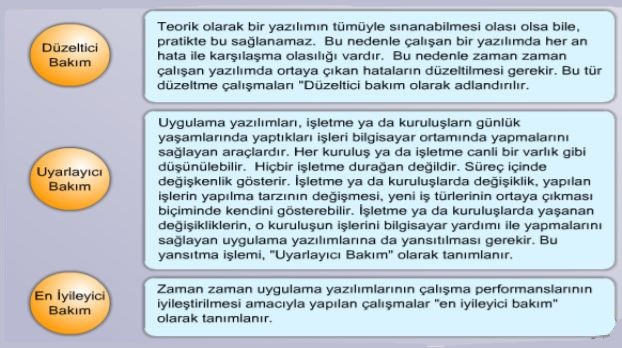 Düzeltici
Bakım
Teorik olarak bir yazılımın tümüyle sınanabilmesi olası olsa bile,
pratikte bu sağlanamaz. Bu nedenle çalışan bir yazılımda her an
hata ile karşılaşma olasılığı vardır. Bu nedenle zaman zaman
çalışan yazılımda ortaya çıkan hataların düzeltilmesi gerekir. Bu tür
düzeltme çalışmaları "Düzeltici bakım olarak adlandırılır.
Uyarlayıcı
Bakım
Uygulama yazılımları, işletme ya da kuruluşlarn günlük
yaşamlarında yaptıkları işleri bilgisayar ortamında yapmalarını
sağlayan araçlardır. Her kuruluş ya da işletme canli bir varlık gibi
düşünülebilir. Hiçbir işletme durağan değildir. Süreç içinde
değişkenlik gösterir. İşletme ya da kuruluşlarda değişiklik, yapılan
işlerin yapılma tarzının değişmesi, yeni iş türlerinin ortaya çıkması
biçiminde kendini gösterebilir. İşletme ya da kuruluşlarda yaşanan
değişikliklerin, o kuruluşun işlerini bilgisayar yardımı ile yapmalarını
sağlayan uygulama yazılımlarına da yansıtılması gerekir. Bu
yansıtma işlemi, "Uyarlayıcı Bakım" olarak tanımlanır.
En İyileyici
Bakım
Zaman zaman uygulama yazılımlarının çalışma performanslarının
iyileştirilmesi amacıyla yapılan çalışmalar "en iyileyici bakım"
olarak tanımlanır.